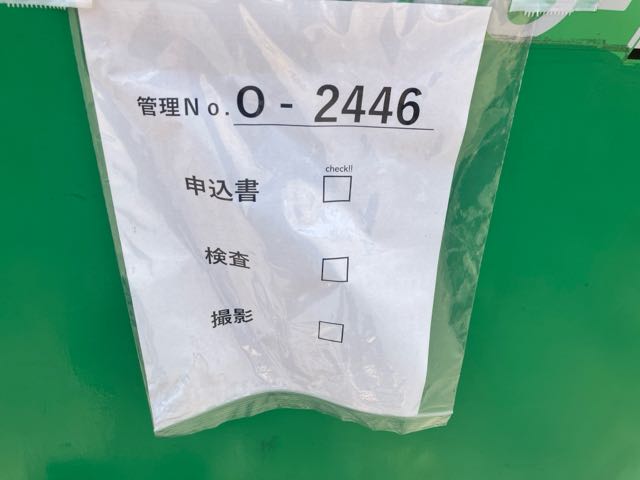 管理No. O - 2446
check!!
申込書 □
検査 □
撮影 □